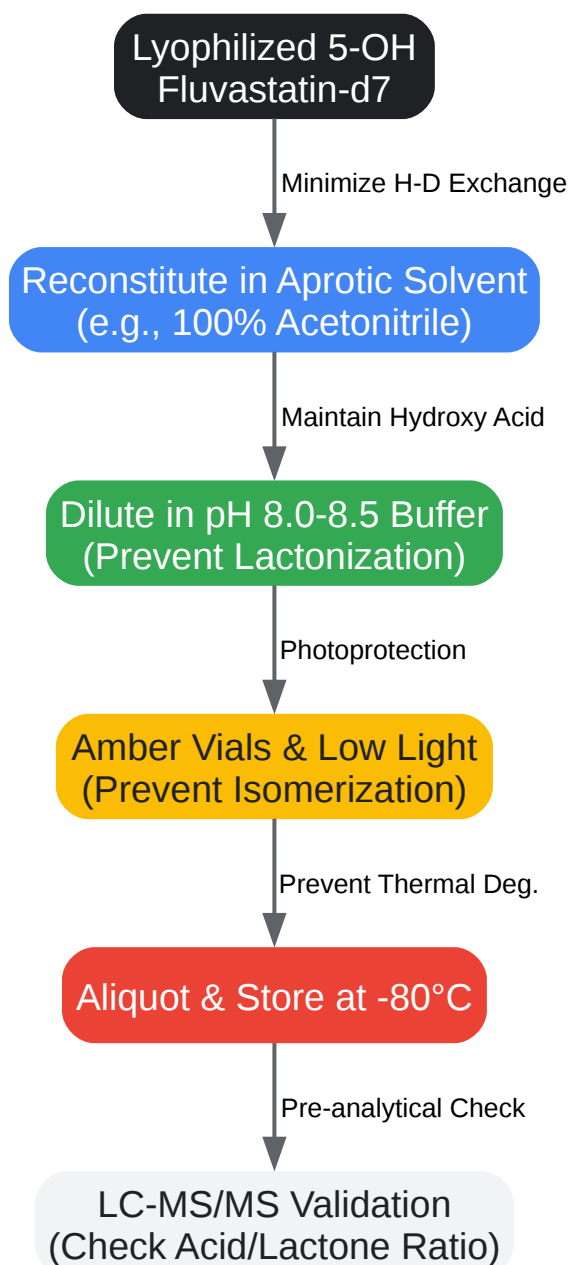 Lyophilized 5-OH
Fluvastatin-d7
Minimize H-D Exchange
Reconstitute in Aprotic Solvent
(e.g., 100% Acetonitrile)
Maintain Hydroxy Acid
Dilute in pH 8.0-8.5 Buffer
(Prevent Lactonization)
Photoprotection
Amber Vials & Low Light
(Prevent Isomerization)
Prevent Thermal Deg.
Aliquot & Store at -80°C
Pre-analytical Check
LC-MS/MS Validation
(Check Acid/Lactone Ratio)